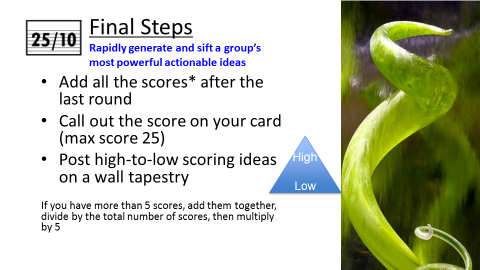 25/10
Final Steps
Rapidly generate and sift a group's
most powerful actionable ideas
• Add all the scores* after the
last round
• Call out the score on your card
(max score 25)
• Post high-to-low scoring ideas
on a wall tapestry
High
Low
If you have more than 5 scores, add them together,
divide by the total number of scores, then multiply
by 5